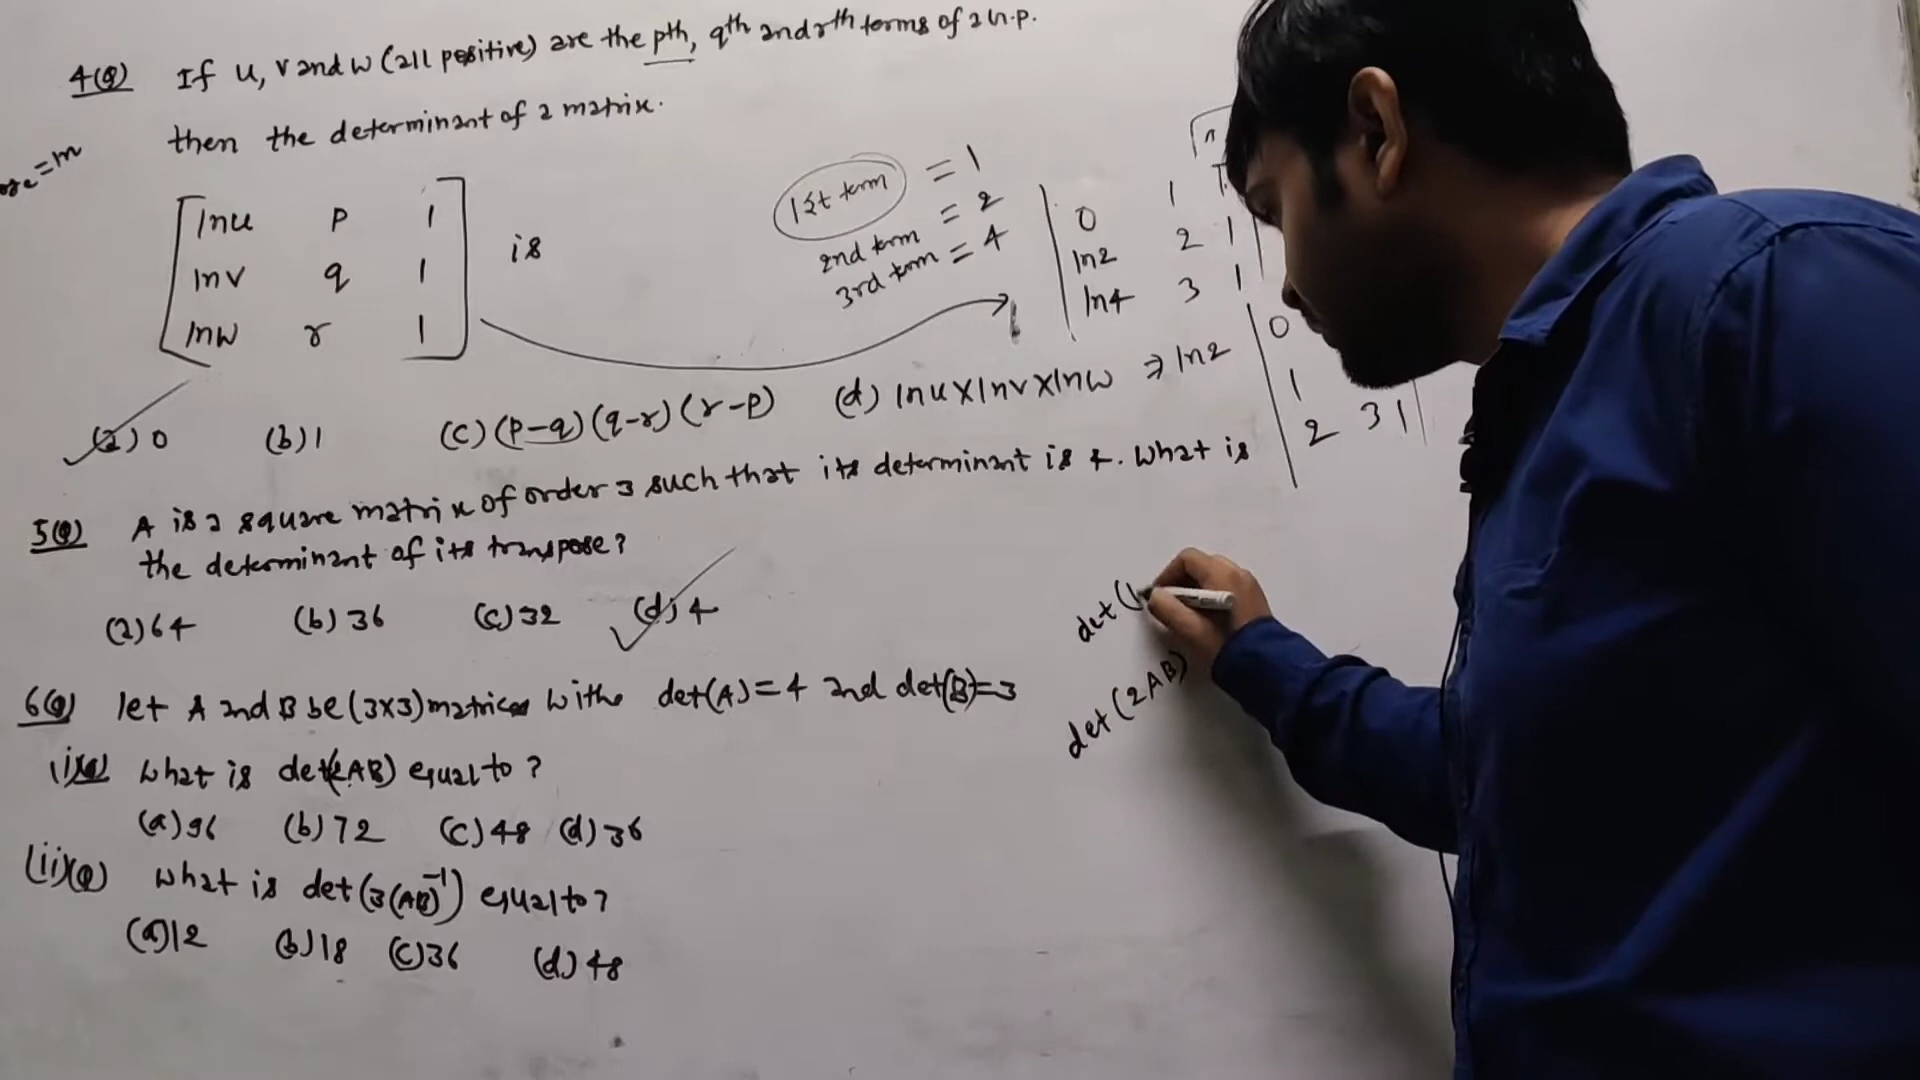 4(Q) If u, v and w (all positive) are the pth, qth and rth terms of a G.P.
then the determinant of a matrix.
= m
lnu p 1
lnv q 1
lnw r 1
is
1st term = 1
2nd term = 2
3rd term = 4
0 1
ln2 2 1
ln4 3 1
(a) 0 (b) 1 (c) (p-q) (q-r) (r-p) (d) lnu x lnv x lnw ⇒ ln2
0
1
2 3 1
5(Q) A is a square matrix of order 3 such that its determinant is 4. What is
the determinant of its transpose?
(a) 64 (b) 36 (c) 32 (d) 4
6(Q) let A and B be (3x3) matrices withe det(A)=4 and det(B)=3
(i)(Q) what is det(2AB) equal to?
(a) 96 (b) 72 (c) 48 (d) 36
(ii)(Q) what is det(3(AB)⁻¹) equal to?
(a) 12 (b) 18 (c) 36 (d) 48
det(
det (2AB)